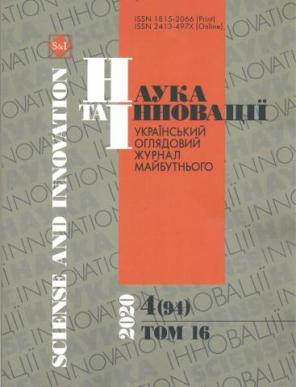 ISSN 1815-2066 (Print)
ISSN 2413-497X (Online)
S&I
НАУКА
ТА ІННОВАЦІЇ
УКРАЇНСЬКИЙ
ОГЛЯДОВИЙ
ЖУРНАЛ
МАЙБУТНЬОГО
SCIENSE AND INNOVATION
2020
4(94)
ТОМ 16